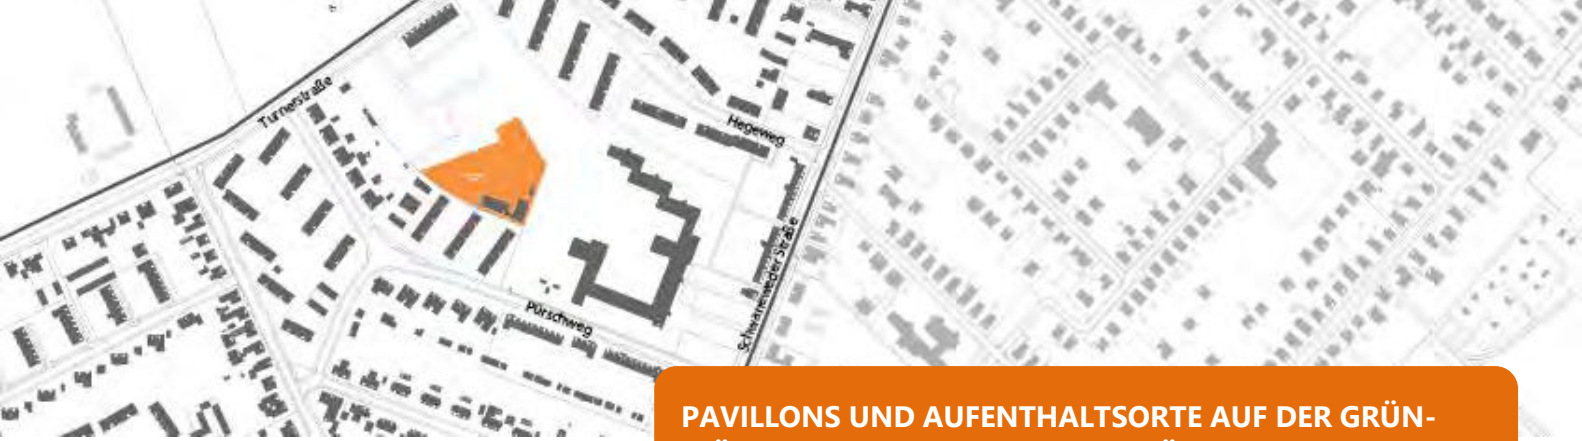 Turnerstraße
Hegeweg
Schwaneweder Straße
Pürschweg
PAVILLONS UND AUFENTHALTSORTE AUF DER GRÜN-